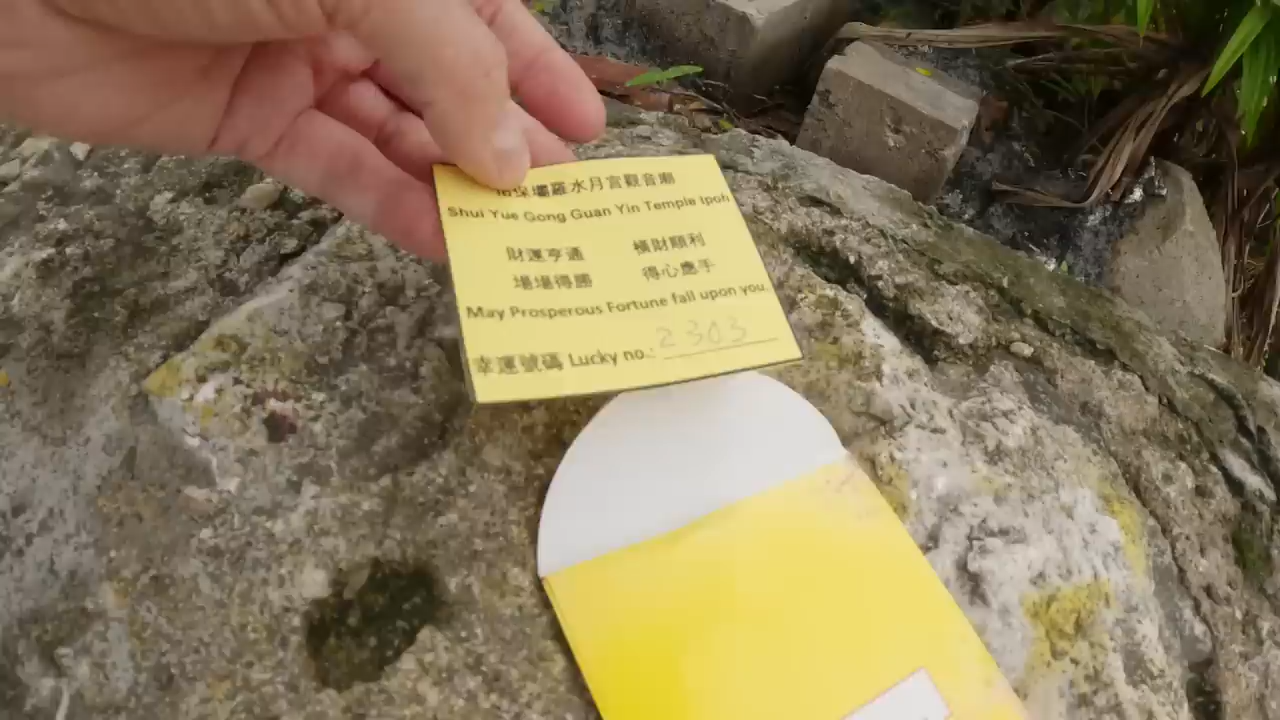 怡保壩羅水月宮觀音廟
Shui Yue Gong Guan Yin Temple Ipoh
財運亨通 橫財順利
場場得勝 得心應手
May Prosperous Fortune fall upon you.
幸運號碼 Lucky no.: 2303